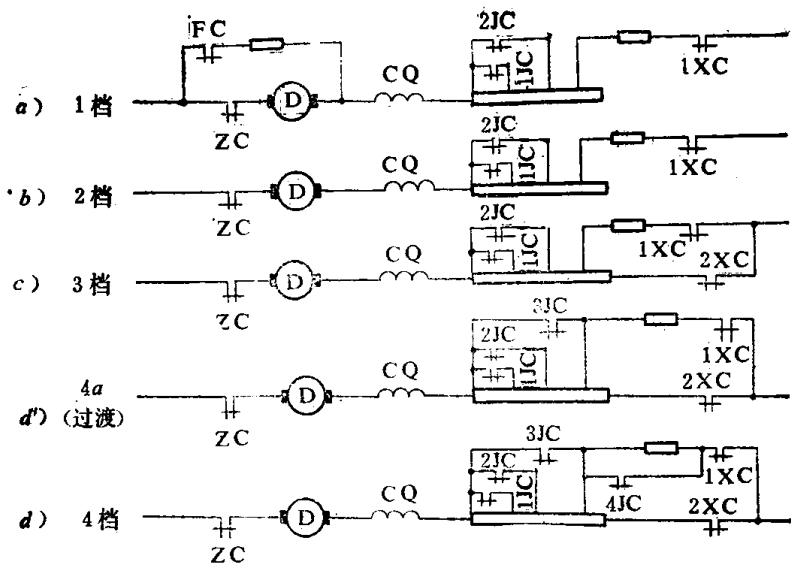 FC
2JC
1JC
CQ
1XC
a) 1档
D
ZC
2JC
1JC
CQ
1XC
b) 2档
D
ZC
2JC
1JC
CQ
1XC
2XC
c) 3档
D
ZC
3JC
2JC
1JC
1XC
CQ
2XC
4a
d') (过渡)
D
ZC
3JC
2JC
1JC
1XC
4JC
CQ
2XC
d) 4档
D
ZC